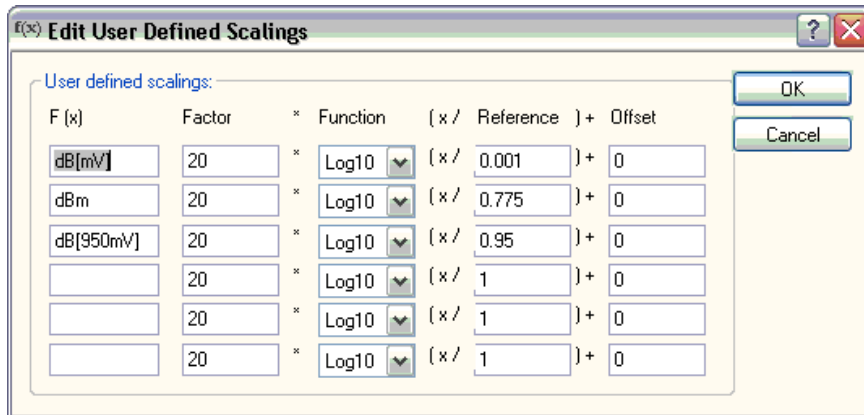 f(x) Edit User Defined Scalings
User defined scalings:
OK
Cancel
F (x) Factor * Function ( x / Reference ) + Offset
dB[mV] 20 * Log10 ( x / 0.001 ) + 0
dBm 20 * Log10 ( x / 0.775 ) + 0
dB[950mV] 20 * Log10 ( x / 0.95 ) + 0
20 * Log10 ( x / 1 ) + 0
20 * Log10 ( x / 1 ) + 0
20 * Log10 ( x / 1 ) + 0